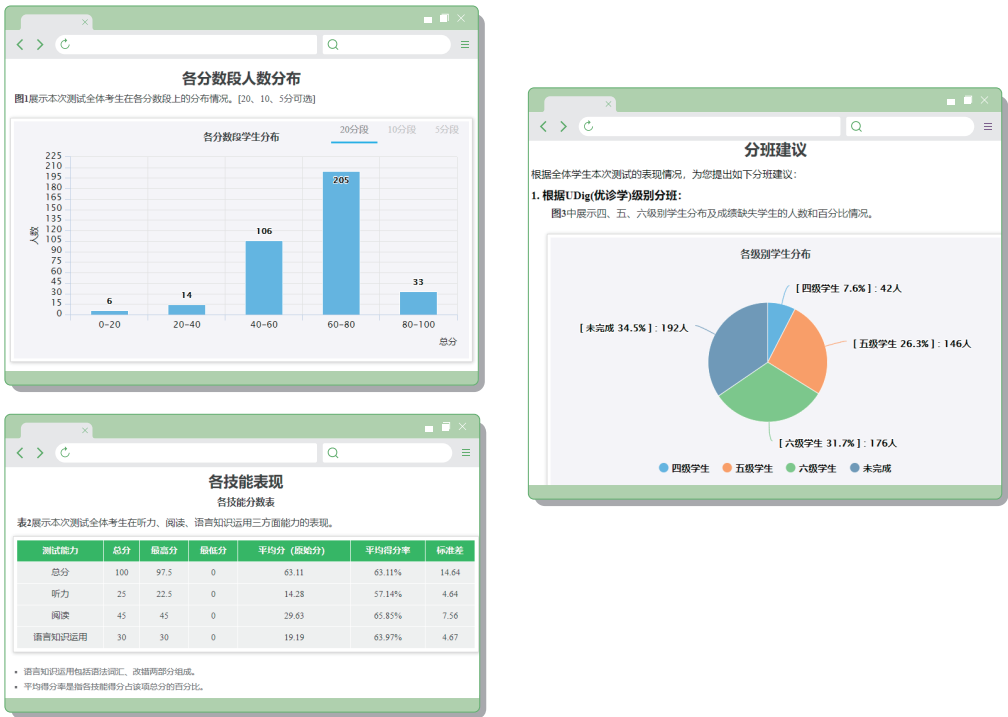 各分数段人数分布
图1展示本次测试全体考生在各分数段上的分布情况。[20、10、5分可选]
各分数段学生分布
20分段 10分段 5分段
人数
225
210
195
180
165
150
135
120
105
90
75
60
45
30
15
0
6
14
106
205
33
0-20 20-40 40-60 60-80 80-100
总分
各技能表现
各技能分数表
表2展示本次测试全体考生在听力、阅读、语言知识运用三方面能力的表现。
测试能力 总分 最高分 最低分 平均分（原始分） 平均得分率 标准差
总分 100 97.5 0 63.11 63.11% 14.64
听力 25 22.5 0 14.28 57.14% 4.64
阅读 45 45 0 29.63 65.85% 7.56
语言知识运用 30 30 0 19.19 63.97% 4.67
• 语言知识运用包括语法词汇、改错两部分组成。
• 平均得分率是指各技能得分占该项总分的百分比。
分班建议
根据全体学生本次测试的表现情况，为您提出如下分班建议：
1. 根据UDig(优诊学)级别分班：
图3中展示四、五、六级别学生分布及成绩缺失学生的人数和百分比情况。
各级别学生分布
[ 四级学生 7.6% ] : 42人
[ 未完成 34.5% ] : 192人
[ 五级学生 26.3% ] : 146人
[ 六级学生 31.7% ] : 176人
四级学生 五级学生 六级学生 未完成